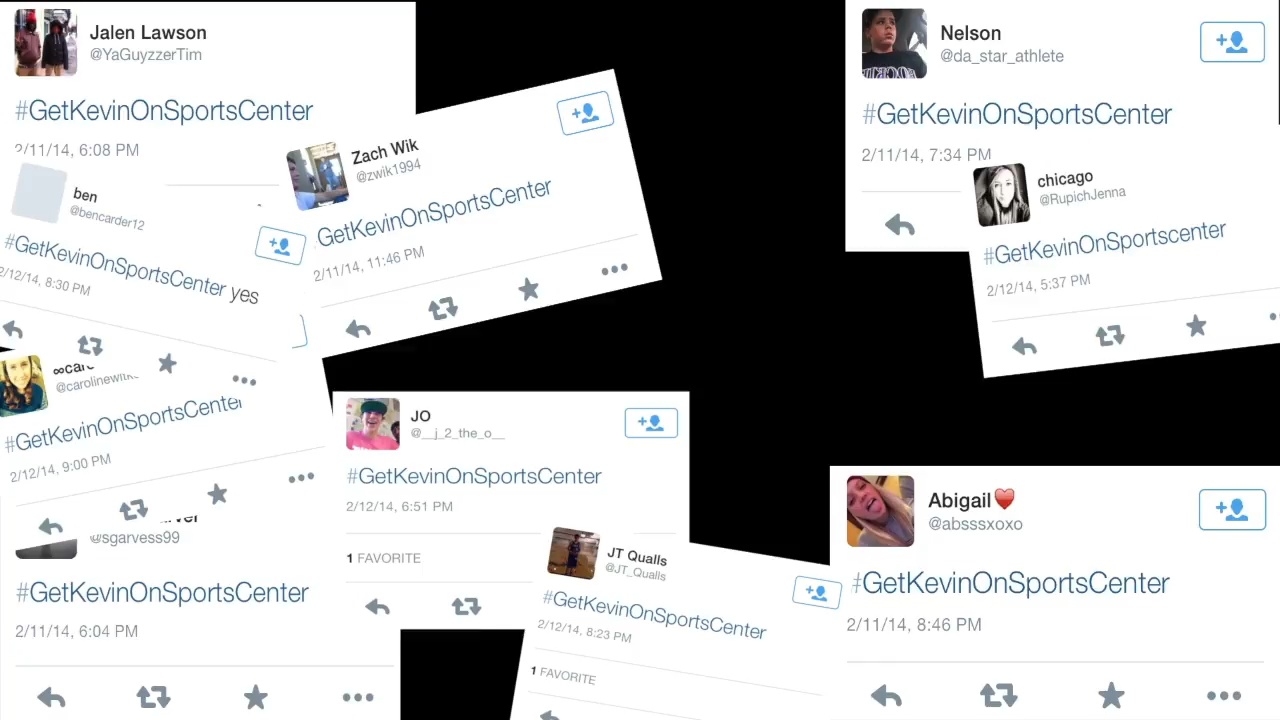 Jalen Lawson
@YaGuyzzerTim
#GetKevinOnSportsCenter
2/11/14, 6:08 PM
Zach Wik
@zwik1994
GetKevinOnSportsCenter
2/11/14, 11:46 PM
Nelson
@da_star_athlete
#GetKevinOnSportsCenter
2/11/14, 7:34 PM
chicago
@RupichJenna
#GetKevinOnSportscenter
2/12/14, 5:37 PM
ben
@bencarder12
#GetKevinOnSportsCenter yes
2/12/14, 8:30 PM
#GetKevinOnSportsCenter
2/12/14, 9:00 PM
JO
@__j_2_the_o__
#GetKevinOnSportsCenter
2/12/14, 6:51 PM
1 FAVORITE
JT Qualls
@JT_Qualls
#GetKevinOnSportsCenter
2/12/14, 8:23 PM
1 FAVORITE
Abigail
@absssxoxo
#GetKevinOnSportsCenter
2/11/14, 8:46 PM
sgarvess99
#GetKevinOnSportsCenter
2/11/14, 6:04 PM